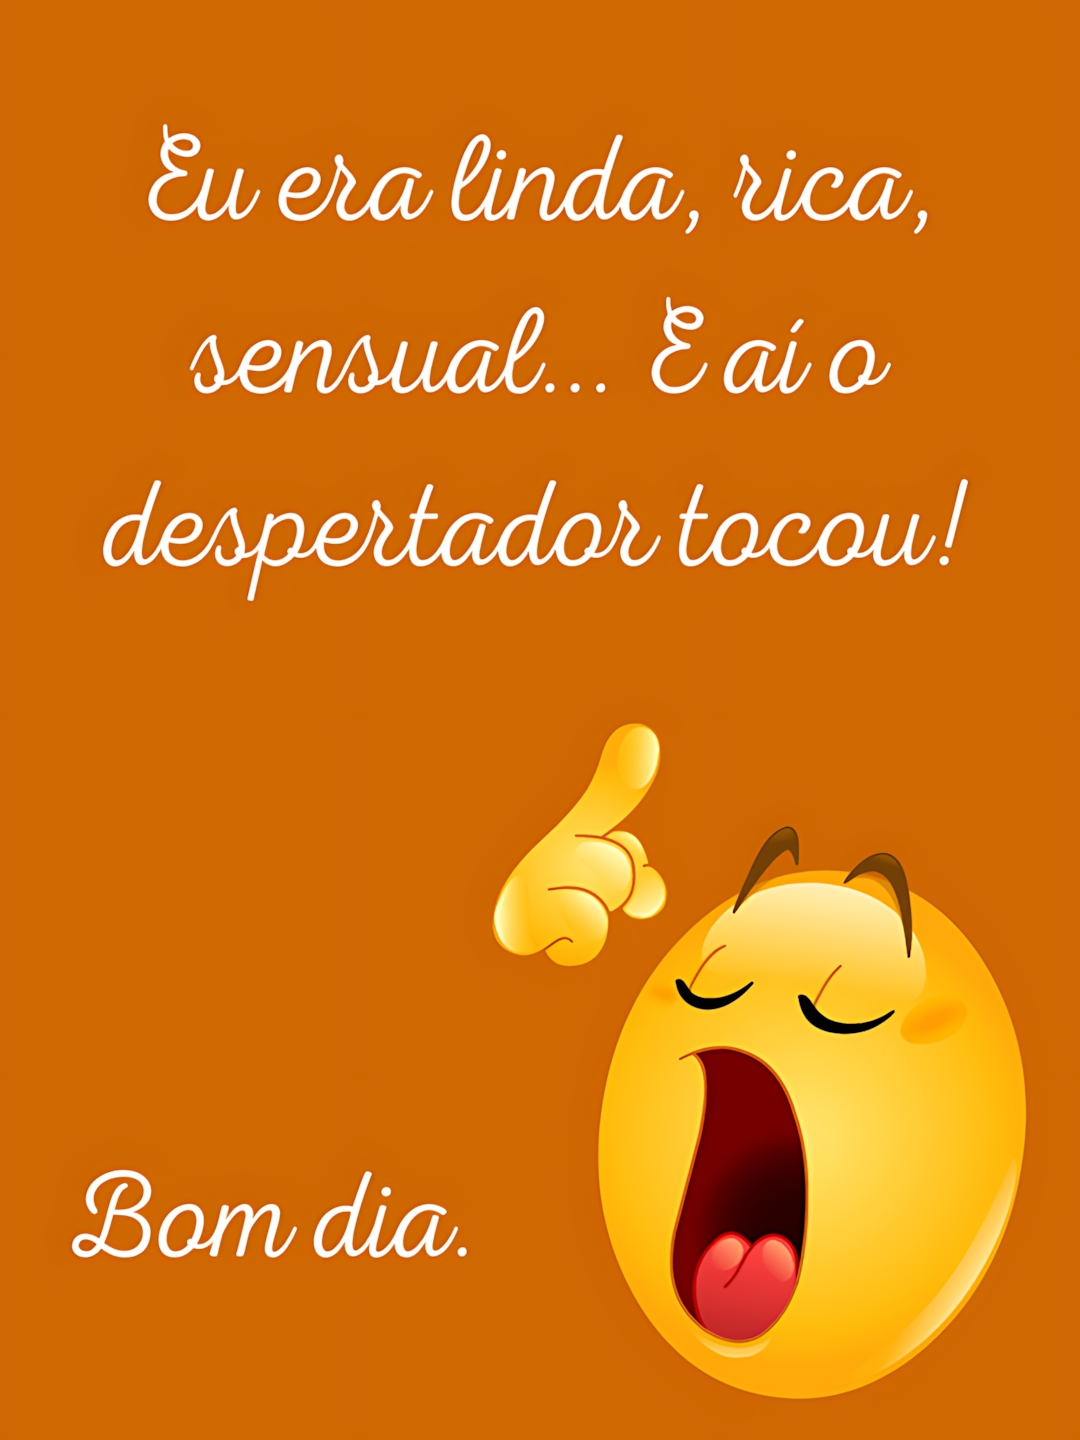 Eu era linda, rica,
sensual... E aí o
despertador tocou!
Bom dia.